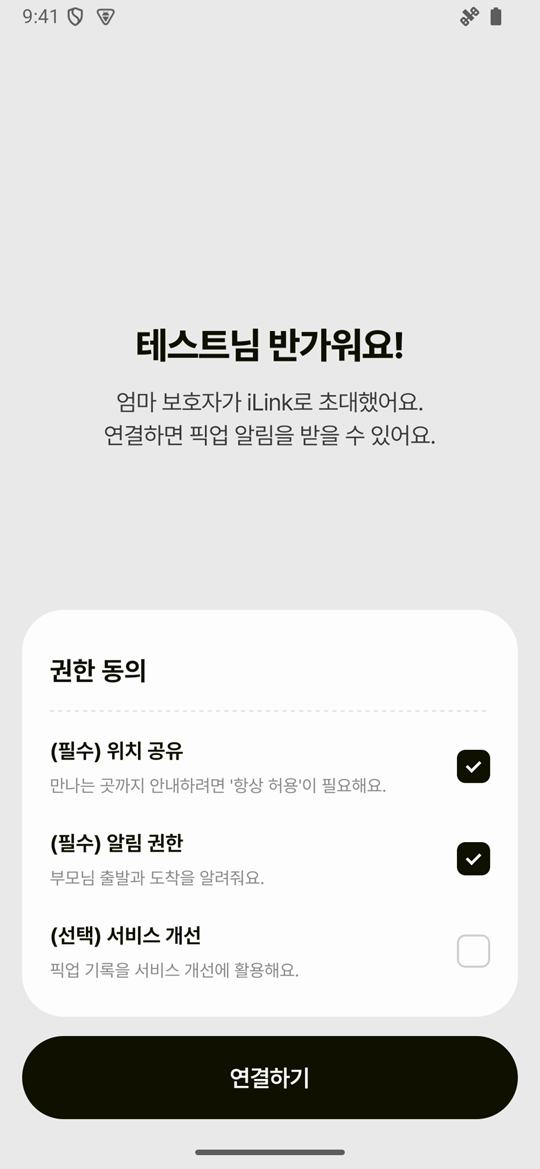 9:41
테스트님 반가워요!
엄마 보호자가 iLink로 초대했어요.
연결하면 픽업 알림을 받을 수 있어요.
권한 동의
(필수) 위치 공유
만나는 곳까지 안내하려면 '항상 허용'이 필요해요.
(필수) 알림 권한
부모님 출발과 도착을 알려줘요.
(선택) 서비스 개선
픽업 기록을 서비스 개선에 활용해요.
연결하기